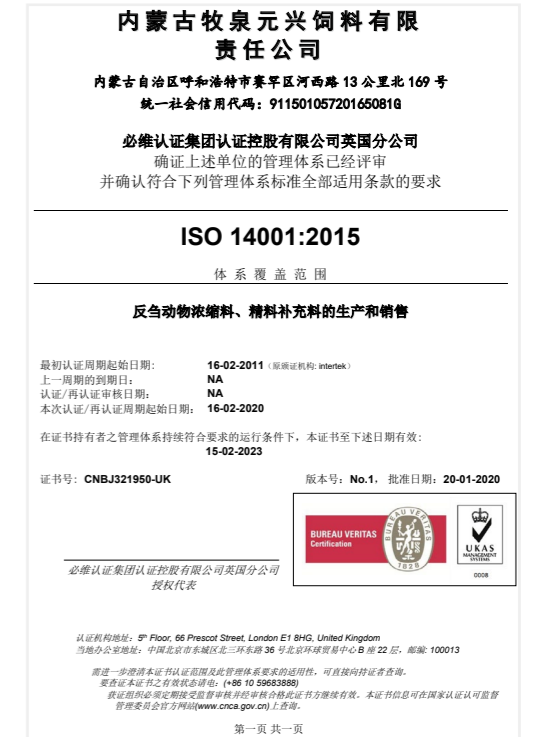 内蒙古牧泉元兴饲料有限
责任公司
内蒙古自治区呼和浩特市赛罕区河西路 13 公里北 169 号
统一社会信用代码：91150105720165081G
必维认证集团认证控股有限公司英国分公司
确证上述单位的管理体系已经评审
并确认符合下列管理体系标准全部适用条款的要求
ISO 14001:2015
体 系 覆 盖 范 围
反刍动物浓缩料、精料补充料的生产和销售
最初认证周期起始日期: 16-02-2011（原颁证机构: intertek）
上一周期的到期日: NA
认证/再认证审核日期: NA
本次认证/再认证周期起始日期: 16-02-2020
在证书持有者之管理体系持续符合要求的运行条件下，本证书至下述日期有效:
15-02-2023
证书号: CNBJ321950-UK 版本号: No.1， 批准日期: 20-01-2020
BUREAU VERITAS
Certification
BUREAU VERITAS
1828
UKAS
MANAGEMENT
SYSTEMS
0008
必维认证集团认证控股有限公司英国分公司
授权代表
认证机构地址: 5th Floor, 66 Prescot Street, London E1 8HG, United Kingdom
当地办公室地址: 中国北京市东城区北三环东路 36 号北京环球贸易中心 B 座 22 层，邮编: 100013
需进一步澄清本证书认证范围及此管理体系要求的适用性，可直接向持证者查询。
要查证本证书之有效状态请电: (+86 10 59683888)
获证组织必须定期接受监督审核并经审核合格此证书方继续有效。本证书信息可在国家认证认可监督
管理委员会官方网站(www.cnca.gov.cn)上查询。
第一页 共一页